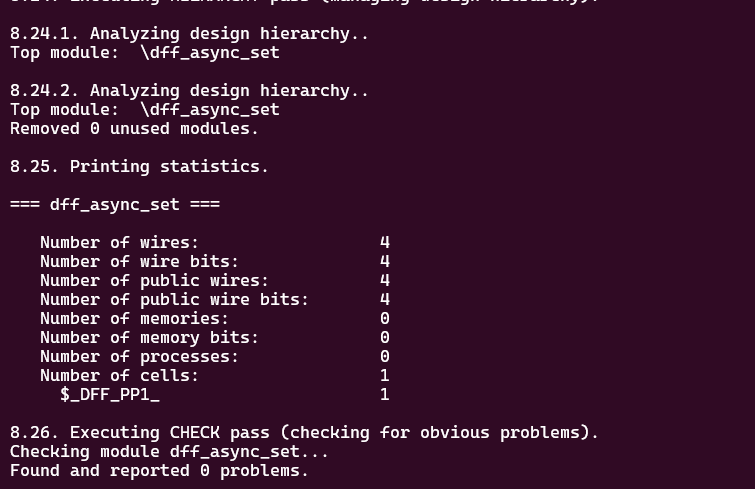 8.24.1. Analyzing design hierarchy..
Top module:  \dff_async_set
8.24.2. Analyzing design hierarchy..
Top module:  \dff_async_set
Removed 0 unused modules.
8.25. Printing statistics.
=== dff_async_set ===
   Number of wires:                  4
   Number of wire bits:              4
   Number of public wires:           4
   Number of public wire bits:       4
   Number of memories:               0
   Number of memory bits:            0
   Number of processes:              0
   Number of cells:                  1
     $_DFF_PP1_                      1
8.26. Executing CHECK pass (checking for obvious problems).
Checking module dff_async_set...
Found and reported 0 problems.